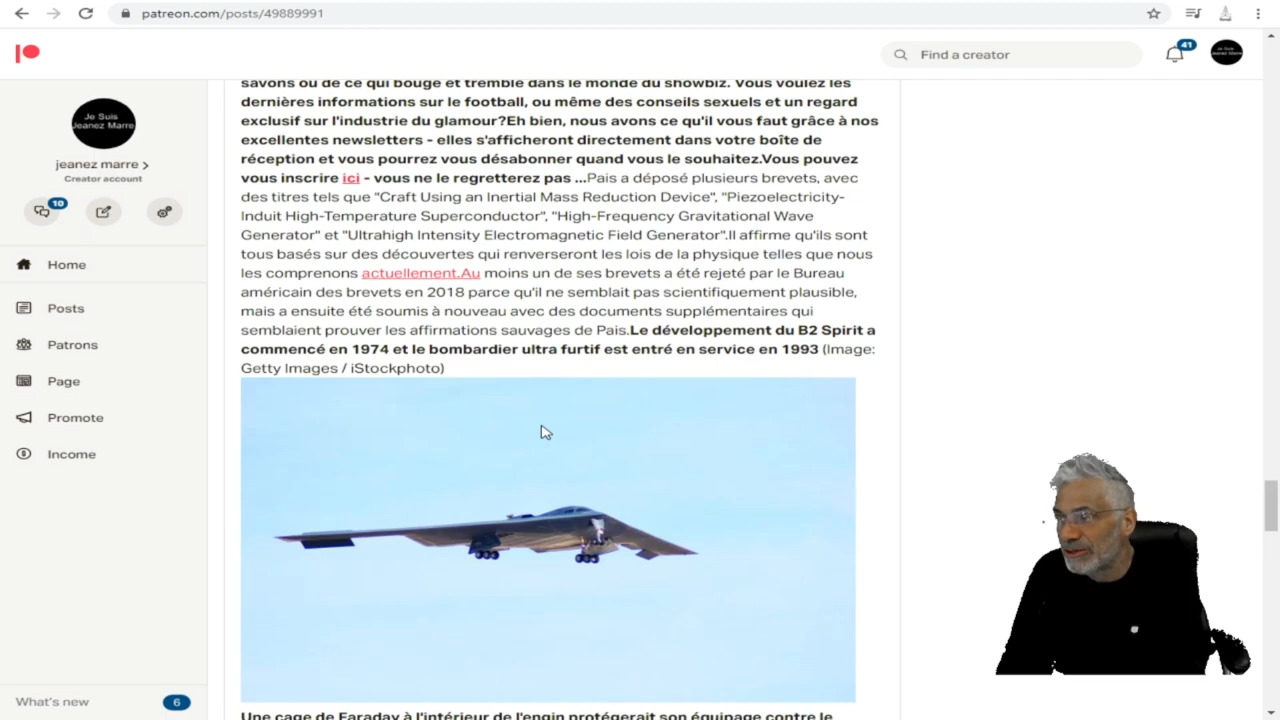 patreon.com/posts/49889991
Find a creator
41
Je Suis
Jeanez Marre
Je Suis
Jeanez Marre
jeanez marre
Creator account
10
Home
Posts
Patrons
Page
Promote
Income
What's new
6
savons ou de ce qui bouge et tremble dans le monde du showbiz. Vous voulez les
dernières informations sur le football, ou même des conseils sexuels et un regard
exclusif sur l'industrie du glamour?Eh bien, nous avons ce qu'il vous faut grâce à nos
excellentes newsletters - elles s'afficheront directement dans votre boîte de
réception et vous pourrez vous désabonner quand vous le souhaitez.Vous pouvez
vous inscrire ici - vous ne le regretterez pas ...Pais a déposé plusieurs brevets, avec
des titres tels que "Craft Using an Inertial Mass Reduction Device", "Piezoelectricity-
Induit High-Temperature Superconductor", "High-Frequency Gravitational Wave
Generator" et "Ultrahigh Intensity Electromagnetic Field Generator".Il affirme qu'ils sont
tous basés sur des découvertes qui renverseront les lois de la physique telles que nous
les comprenons actuellement.Au moins un de ses brevets a été rejeté par le Bureau
américain des brevets en 2018 parce qu'il ne semblait pas scientifiquement plausible,
mais a ensuite été soumis à nouveau avec des documents supplémentaires qui
semblaient prouver les affirmations sauvages de Pais.Le développement du B2 Spirit a
commencé en 1974 et le bombardier ultra furtif est entré en service en 1993 (Image:
Getty Images / iStockphoto)
Une cage de Faraday à l'intérieur de l'engin protégerait son équipage contre le